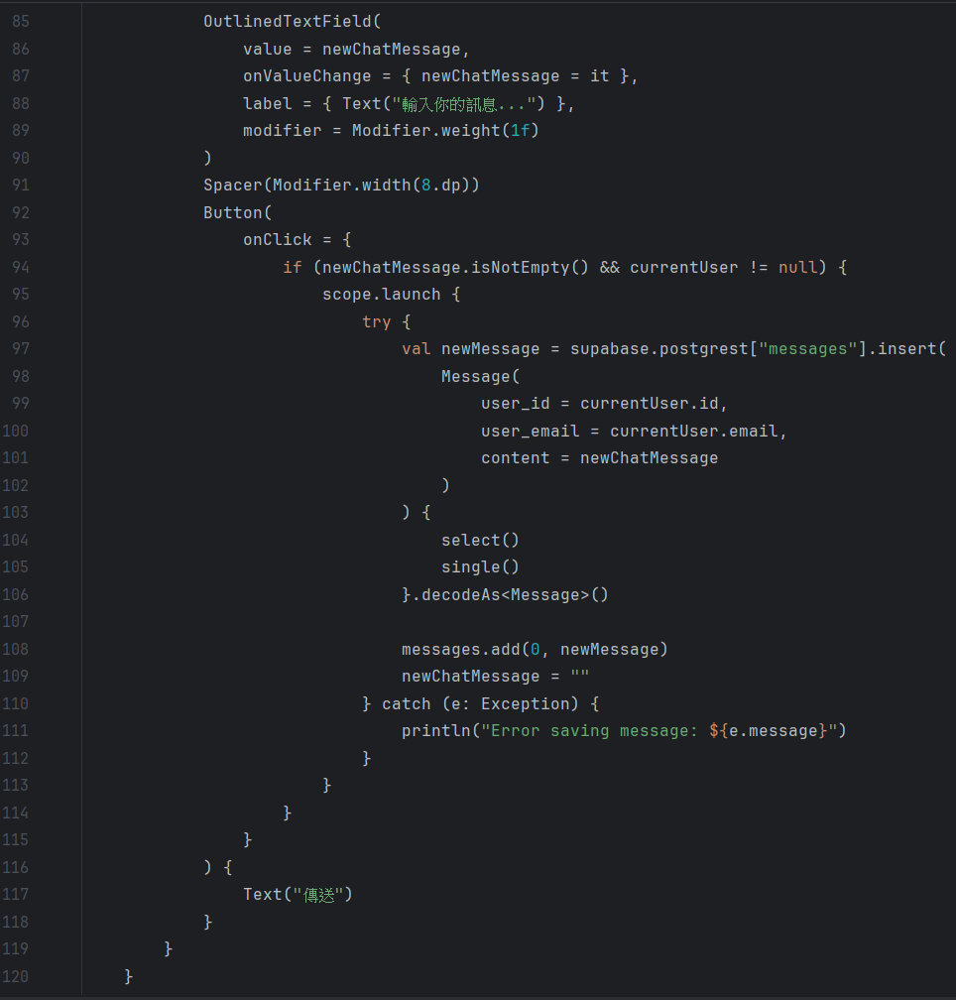 85 OutlinedTextField(
86 value = newChatMessage,
87 onValueChange = { newChatMessage = it },
88 label = { Text("輸入你的訊息...") },
89 modifier = Modifier.weight(1f)
90 )
91 Spacer(Modifier.width(8.dp))
92 Button(
93 onClick = {
94 if (newChatMessage.isNotEmpty() && currentUser != null) {
95 scope.launch {
96 try {
97 val newMessage = supabase.postgrest["messages"].insert(
98 Message(
99 user_id = currentUser.id,
100 user_email = currentUser.email,
101 content = newChatMessage
102 )
103 ) {
104 select()
105 single()
106 }.decodeAs<Message>()
107
108 messages.add(0, newMessage)
109 newChatMessage = ""
110 } catch (e: Exception) {
111 println("Error saving message: ${e.message}")
112 }
113 }
114 }
115 }
116 ) {
117 Text("傳送")
118 }
119 }
120 }